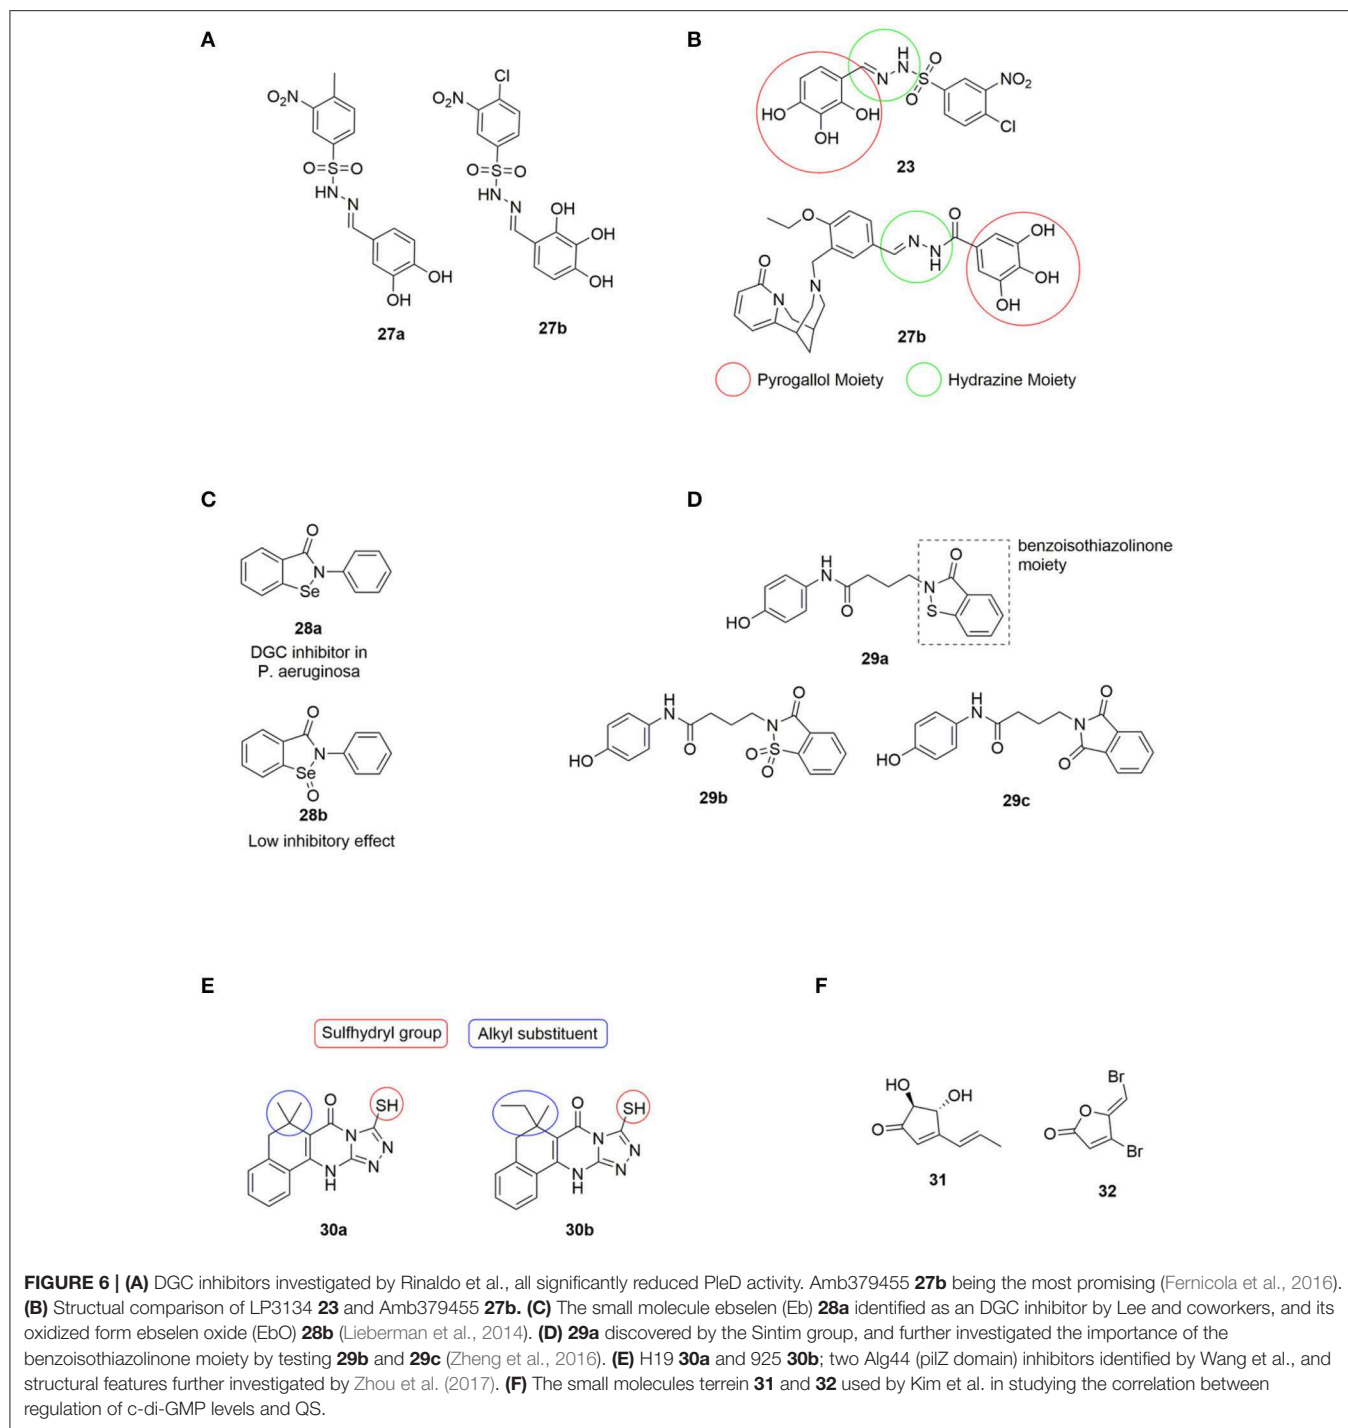 A
O₂N
O=S=O
HN
N
OH
OH
27a
Cl
O₂N
O=S=O
HN
N
OH
OH
OH
27b
B
HO
HO
OH
N
H
N
O
S
O
NO₂
Cl
23
O
O
N
N
N
N
H
O
OH
OH
OH
27b
Pyrogallol Moiety
Hydrazine Moiety
C
O
N
Se
28a
DGC inhibitor in
P. aeruginosa
O
N
Se
O
28b
Low inhibitory effect
D
HO
H
N
O
N
O
S
benzoisothiazolinone
moiety
29a
HO
H
N
O
N
O
S
O
O
29b
HO
H
N
O
N
O
O
29c
E
Sulfhydryl group
Alkyl substituent
O
SH
N
N
N
N
H
30a
O
SH
N
N
N
N
H
30b
F
HO
OH
O
31
Br
O
O
Br
32
FIGURE 6 | (A) DGC inhibitors investigated by Rinaldo et al., all significantly reduced PleD activity. Amb379455 27b being the most promising (Fernicola et al., 2016).
(B) Structual comparison of LP3134 23 and Amb379455 27b. (C) The small molecule ebselen (Eb) 28a identified as an DGC inhibitor by Lee and coworkers, and its
oxidized form ebselen oxide (EbO) 28b (Lieberman et al., 2014). (D) 29a discovered by the Sintim group, and further investigated the importance of the
benzoisothiazolinone moiety by testing 29b and 29c (Zheng et al., 2016). (E) H19 30a and 925 30b; two Alg44 (pilZ domain) inhibitors identified by Wang et al., and
structural features further investigated by Zhou et al. (2017). (F) The small molecules terrein 31 and 32 used by Kim et al. in studying the correlation between
regulation of c-di-GMP levels and QS.